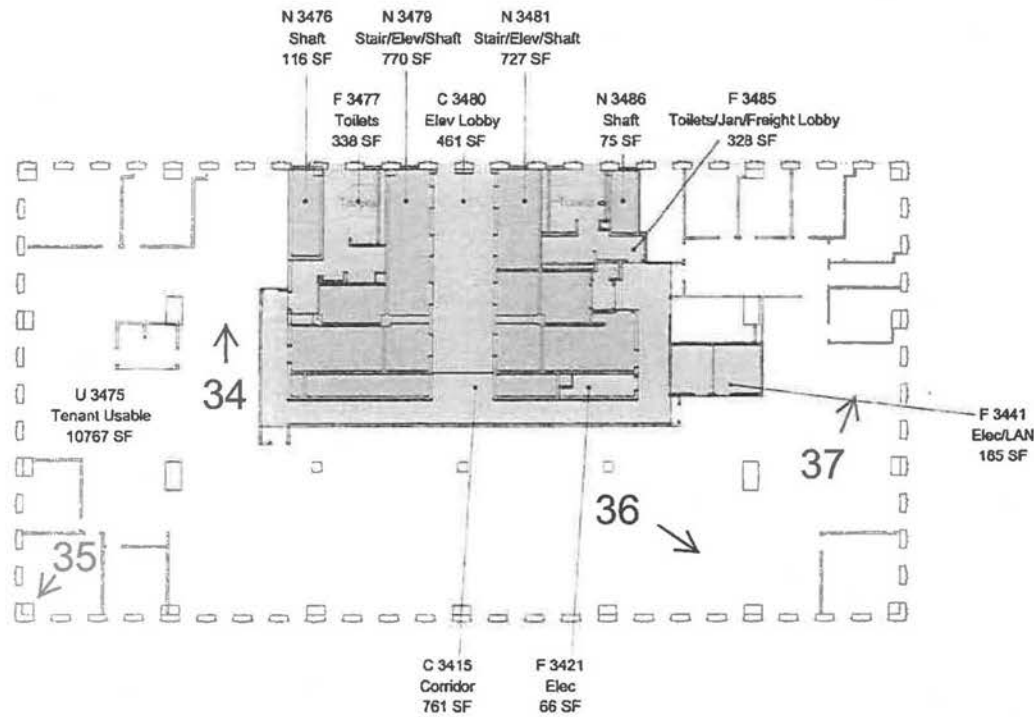 N 3476
Shaft
116 SF
N 3479
Stair/Elev/Shaft
770 SF
N 3481
Stair/Elev/Shaft
727 SF
F 3477
Toilets
338 SF
C 3480
Elev Lobby
461 SF
N 3486
Shaft
75 SF
F 3485
Toilets/Jan/Freight Lobby
328 SF
34
U 3475
Tenant Usable
10767 SF
F 3441
Elec/LAN
185 SF
37
36
35
C 3415
Corridor
761 SF
F 3421
Elec
66 SF